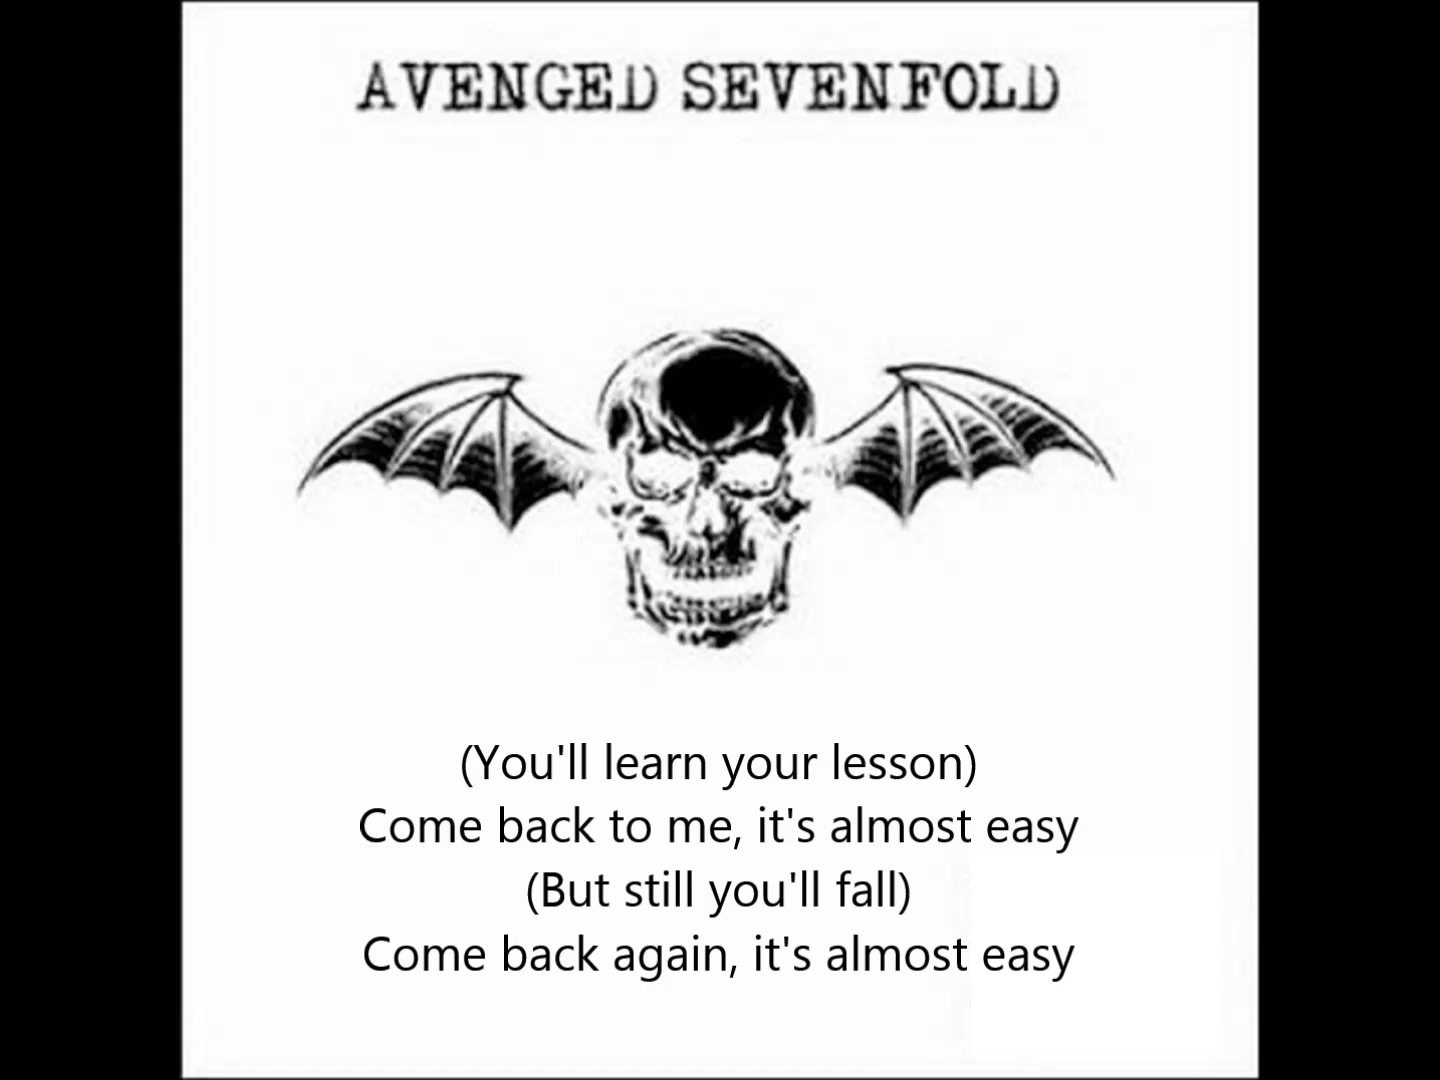 AVENGED SEVENFOLD
(You'll learn your lesson)
Come back to me, it's almost easy
(But still you'll fall)
Come back again, it's almost easy